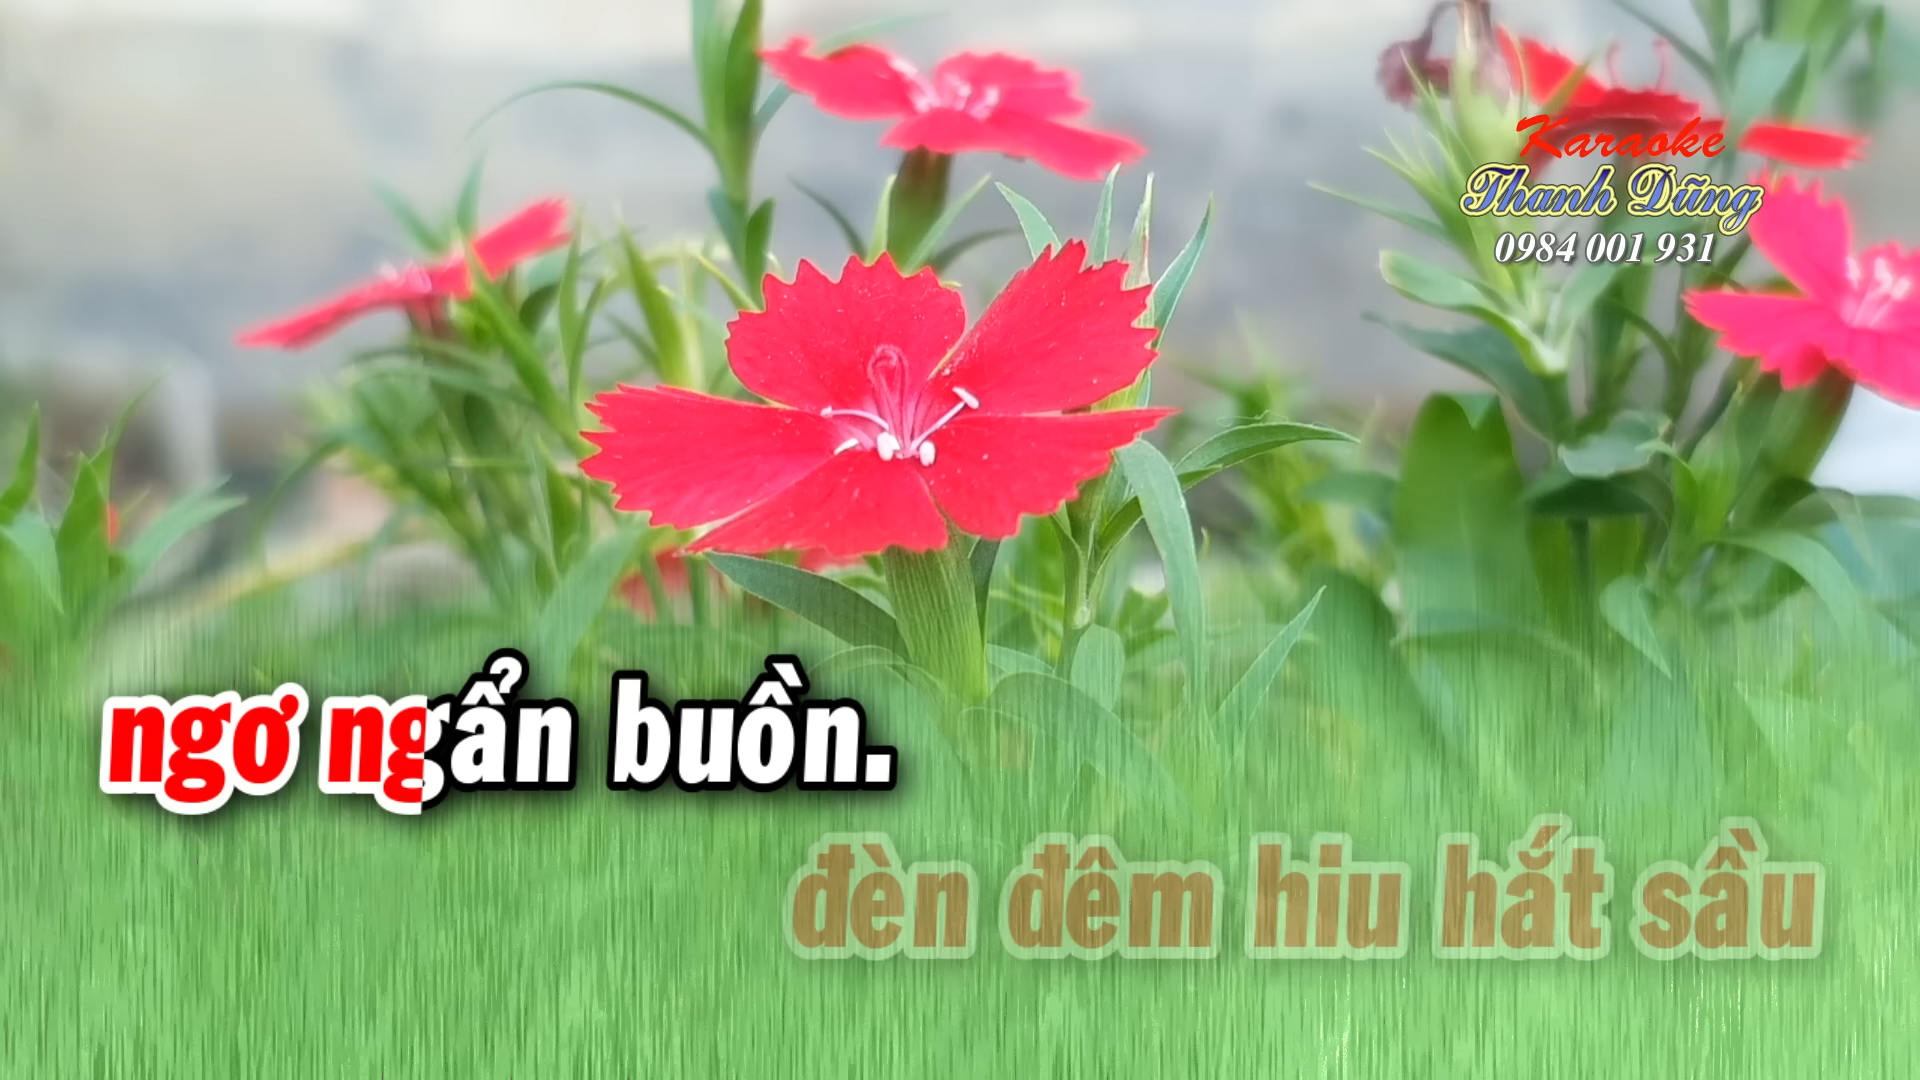 Karaoke
Thanh Dũng
0984 001 931
ngơ ngẩn buồn.
đèn đêm hiu hắt sầu